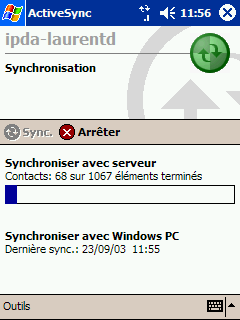 ActiveSync 11:56
ipda-laurentd
Synchronisation
Sync. Arrêter
Synchroniser avec serveur
Contacts: 68 sur 1067 éléments terminés
Synchroniser avec Windows PC
Dernière sync.: 23/09/03 11:55
Outils